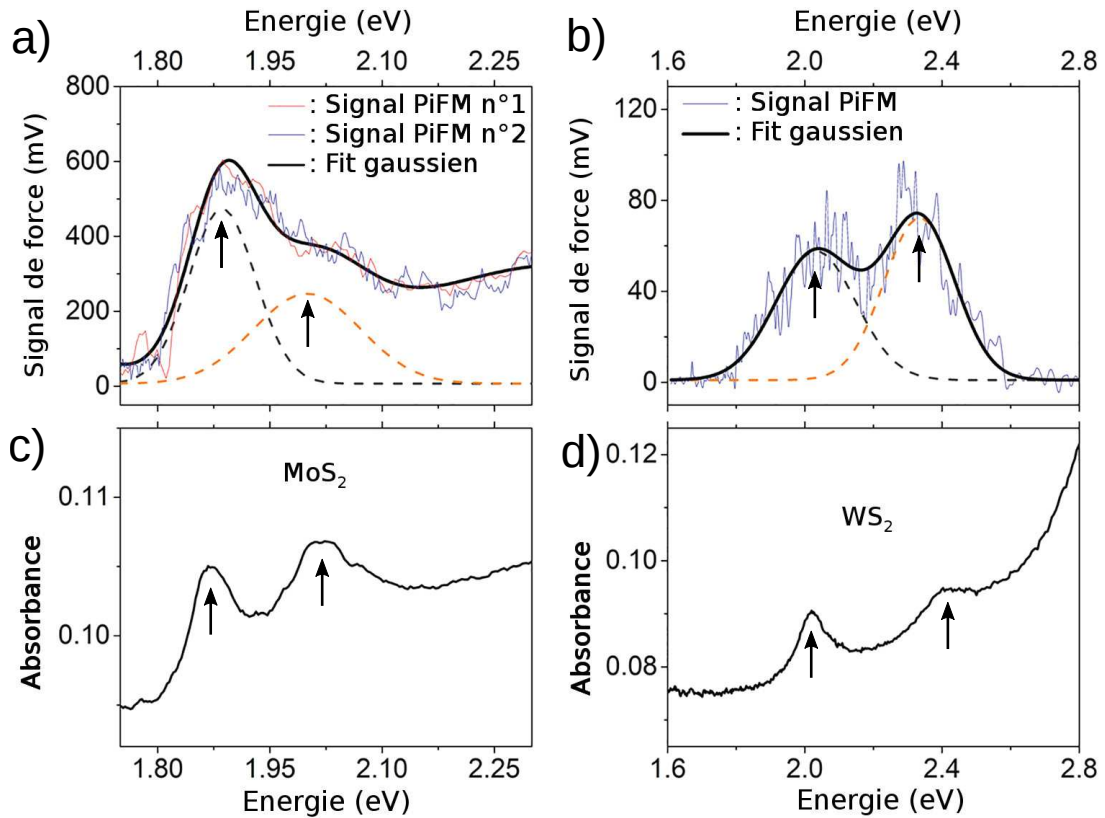 a)
Energie (eV)
1.80 1.95 2.10 2.25
800
600
400
200
0
Signal de force (mV)
: Signal PiFM n°1
: Signal PiFM n°2
: Fit gaussien
b)
Energie (eV)
1.6 2.0 2.4 2.8
120
80
40
0
Signal de force (mV)
: Signal PiFM
: Fit gaussien
c)
MoS₂
0.11
0.10
Absorbance
1.80 1.95 2.10 2.25
Energie (eV)
d)
WS₂
0.12
0.10
0.08
Absorbance
1.6 2.0 2.4 2.8
Energie (eV)